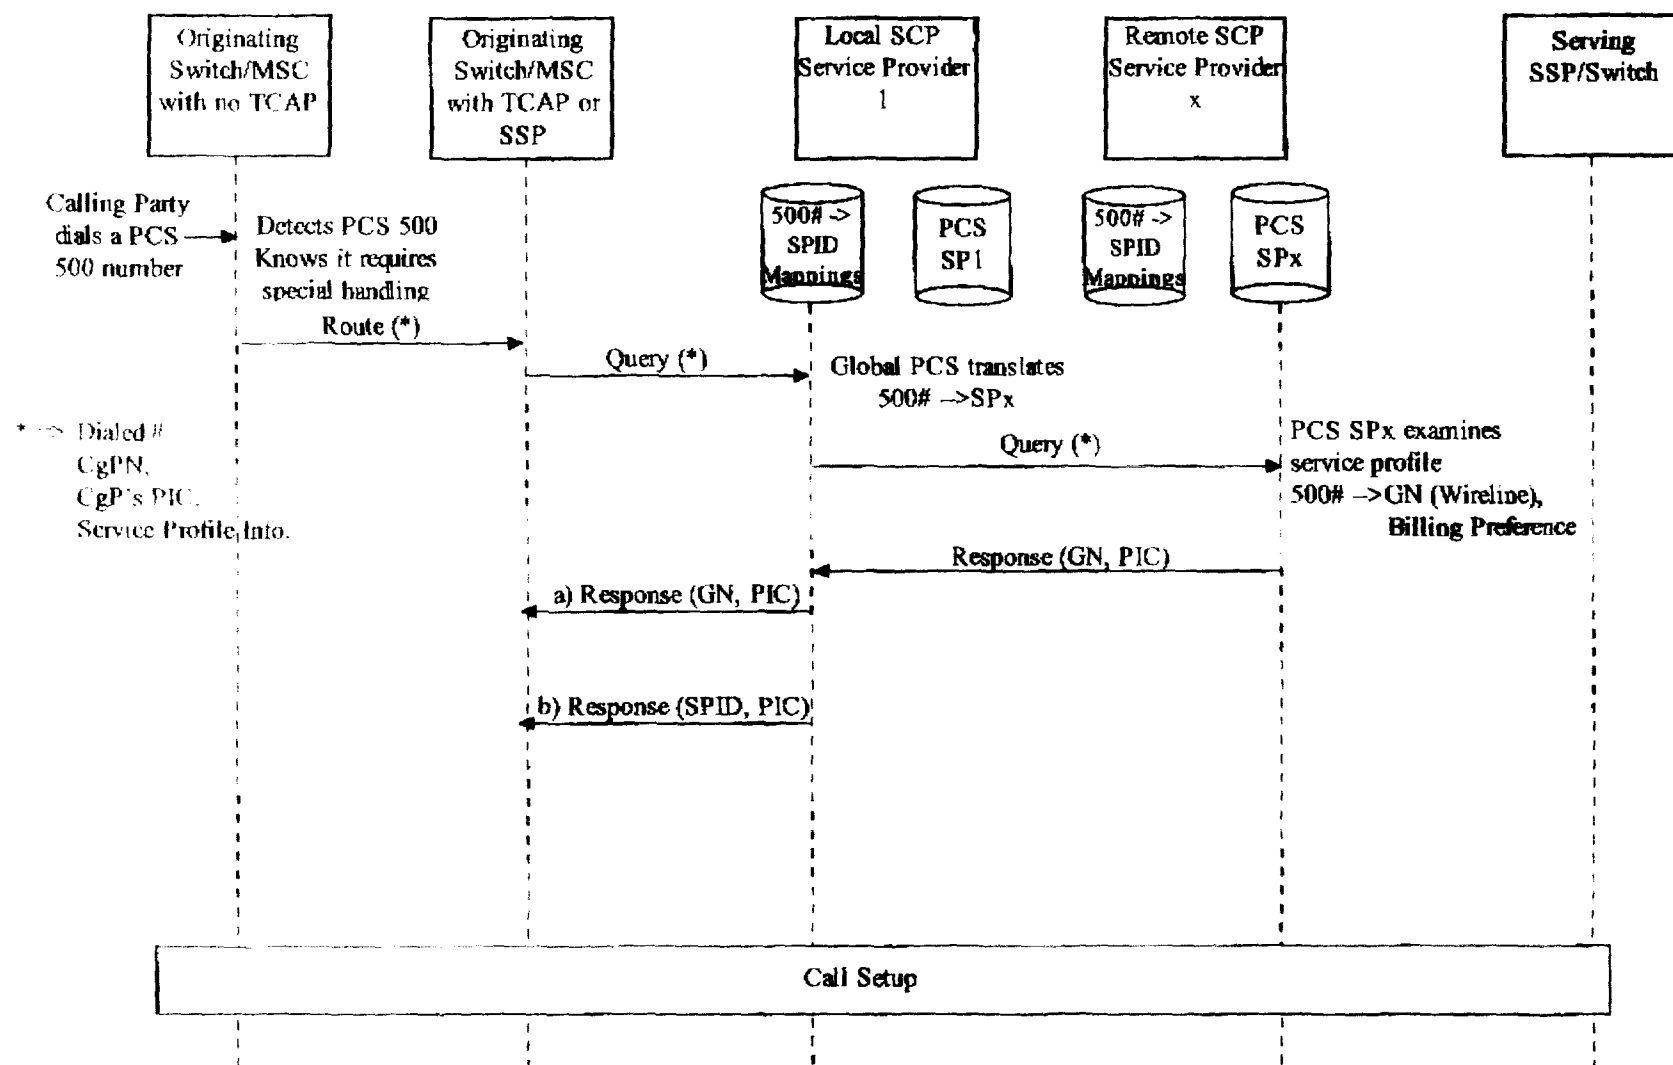 Originating
Switch/MSC
with no TCAP
Originating
Switch/MSC
with TCAP or
SSP
Local SCP
Service Provider
1
Remote SCP
Service Provider
x
Serving
SSP/Switch
Calling Party
dials a PCS
500 number
Detects PCS 500
Knows it requires
special handling
500# ->
SPID
Mappings
PCS
SP1
500# ->
SPID
Mappings
PCS
SPx
Route (*)
Query (*)
Global PCS translates
500# -->SPx
* --> Dialed #
CgPN,
CgP's PIC,
Service Profile Info.
Query (*)
PCS SPx examines
service profile
500# -->GN (Wireline),
Billing Preference
Response (GN, PIC)
a) Response (GN, PIC)
b) Response (SPID, PIC)
Call Setup